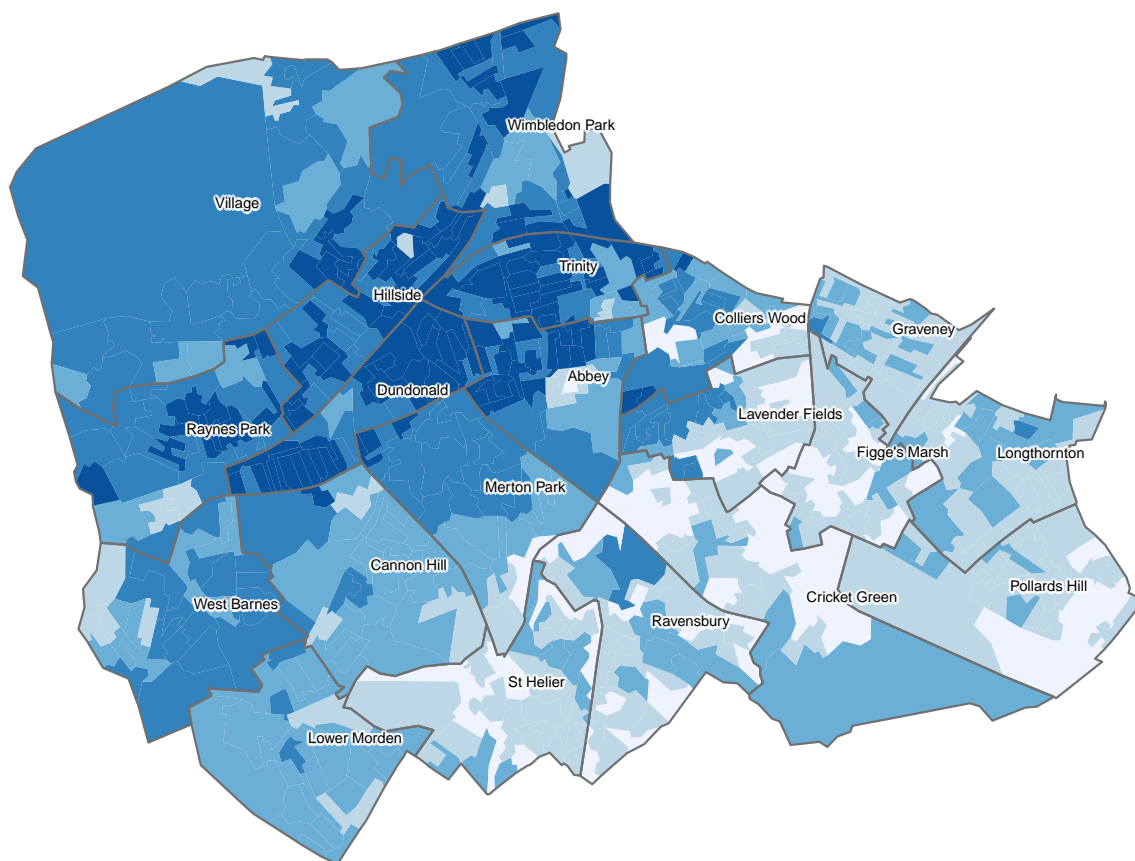 Wimbledon Park
Village
Trinity
Hillside
Colliers Wood
Graveney
Abbey
Dundonald
Lavender Fields
Raynes Park
Figge's Marsh
Longthornton
Merton Park
Cannon Hill
Pollards Hill
Cricket Green
West Barnes
Ravensbury
St Helier
Lower Morden